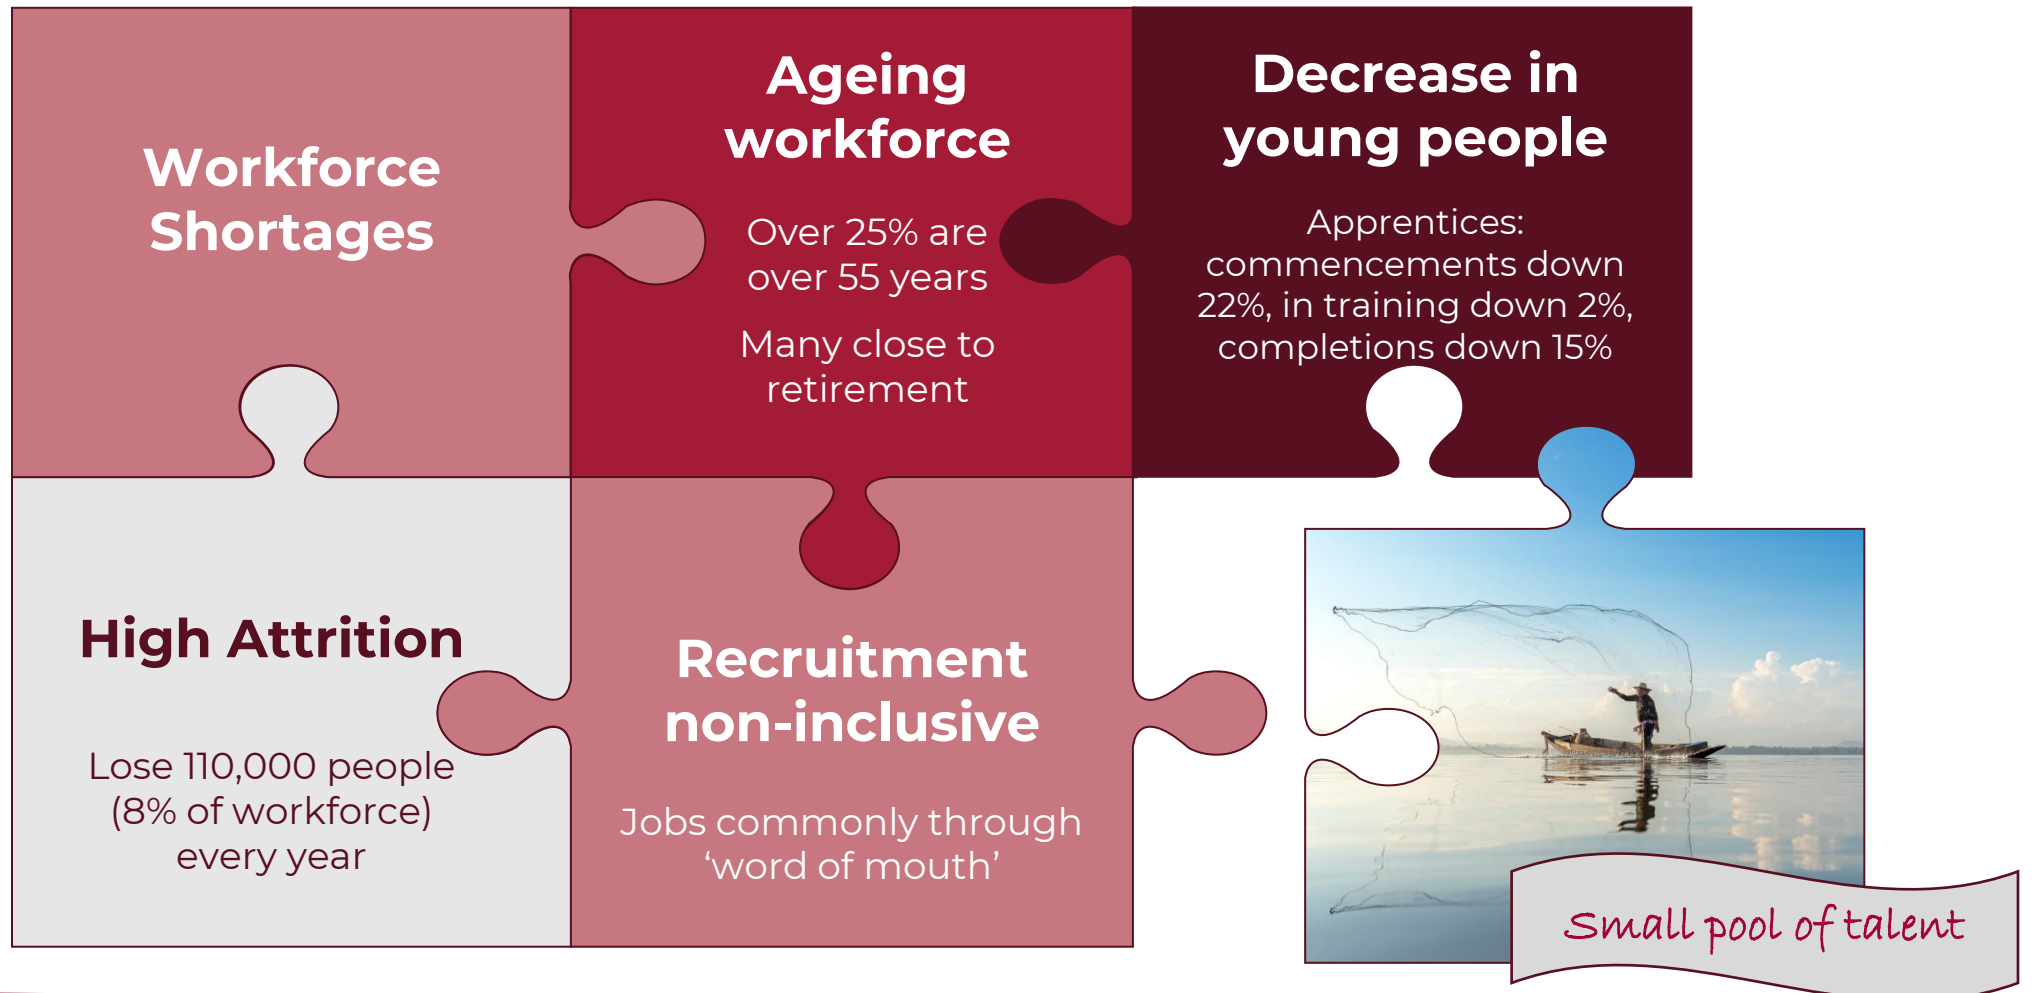 Workforce
Shortages
Ageing
workforce
Over 25% are
over 55 years
Many close to
retirement
Decrease in
young people
Apprentices:
commencements down
22%, in training down 2%,
completions down 15%
High Attrition
Lose 110,000 people
(8% of workforce)
every year
Recruitment
non-inclusive
Jobs commonly through
‘word of mouth’
Small pool of talent